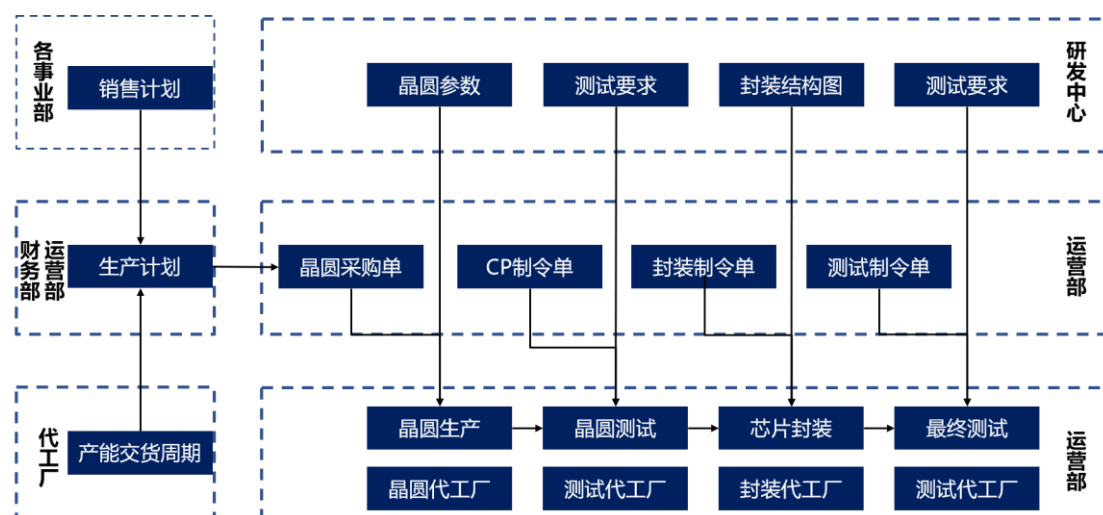 各事业部
销售计划
晶圆参数
测试要求
封装结构图
测试要求
研发中心
财务部
运营部
生产计划
晶圆采购单
CP制令单
封装制令单
测试制令单
运营部
代工厂
产能交货周期
晶圆生产
晶圆测试
芯片封装
最终测试
晶圆代工厂
测试代工厂
封装代工厂
测试代工厂
运营部